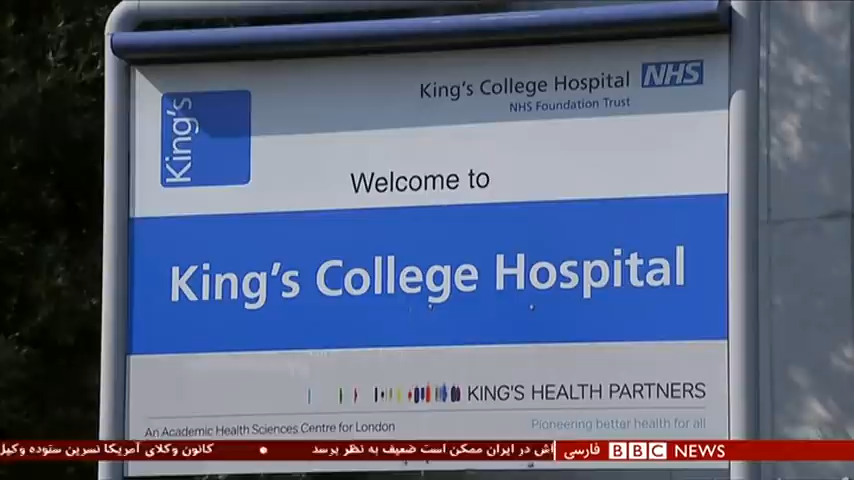 King's College Hospital NHS
NHS Foundation Trust
King's
Welcome to
King's College Hospital
KING'S HEALTH PARTNERS
An Academic Health Sciences Centre for London
Pioneering better health for all
اش در ایران ممکن است ضعیف به نظر برسد • کانون وکلای آمریکا نسرین ستوده وکیل
فارسی BBC NEWS